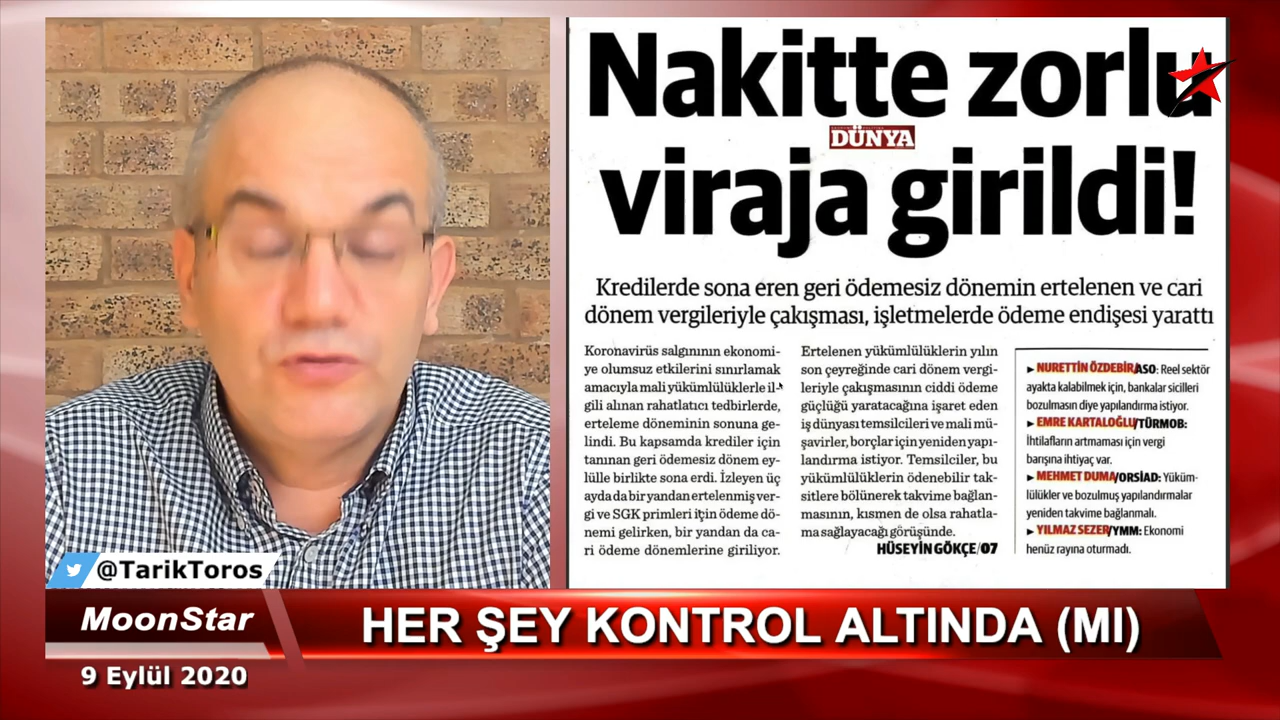 Nakitte zorlu
DÜNYA
viraja girildi!
Kredilerde sona eren geri ödemesiz dönemin ertelenen ve cari
dönem vergileriyle çakışması, işletmelerde ödeme endişesi yarattı
Koronavirüs salgınının ekonomi-
ye olumsuz etkilerini sınırlamak
amacıyla mali yükümlülüklerle il-
gili alınan rahatlatıcı tedbirlerde,
erteleme döneminin sonuna ge-
lindi. Bu kapsamda krediler için
tanınan geri ödemesiz dönem ey-
lülle birlikte sona erdi. İzleyen üç
ayda da bir yandan ertelenmiş ver-
gi ve SGK primleri için ödeme dö-
nemi gelirken, bir yandan da ca-
ri ödeme dönemlerine giriliyor.
Ertelenen yükümlülüklerin yılın
son çeyreğinde cari dönem vergi-
leriyle çakışmasının ciddi ödeme
güçlüğü yaratacağına işaret eden
iş dünyası temsilcileri ve mali mü-
şavirler, borçlar için yeniden yapı-
landırma istiyor. Temsilciler, bu
yükümlülüklerin ödenebilir tak-
sitlere bölünerek takvime bağlan-
masının, kısmen de olsa rahatla-
ma sağlayacağı görüşünde.
HÜSEYİN GÖKÇE/07
▸ NURETTİN ÖZDEBİR/ASO: Reel sektör
ayakta kalabilmek için, bankalar sicilleri
bozulmasın diye yapılandırma istiyor.
▸ EMRE KARTALOĞLU/TÜRMOB:
İhtilafların artmaması için vergi
barışına ihtiyaç var.
▸ MEHMET DUMA/ORSİAD: Yüküm-
lülükler ve bozulmuş yapılandırmalar
yeniden takvime bağlanmalı.
▸ YILMAZ SEZER/YMM: Ekonomi
henüz rayına oturmadı.
@TarikToros
MoonStar
HER ŞEY KONTROL ALTINDA (MI)
9 Eylül 2020